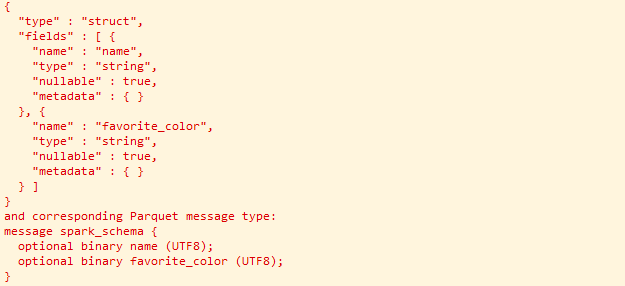 {
  "type" : "struct",
  "fields" : [ {
    "name" : "name",
    "type" : "string",
    "nullable" : true,
    "metadata" : { }
  }, {
    "name" : "favorite_color",
    "type" : "string",
    "nullable" : true,
    "metadata" : { }
  } ]
}
and corresponding Parquet message type:
message spark_schema {
  optional binary name (UTF8);
  optional binary favorite_color (UTF8);
}